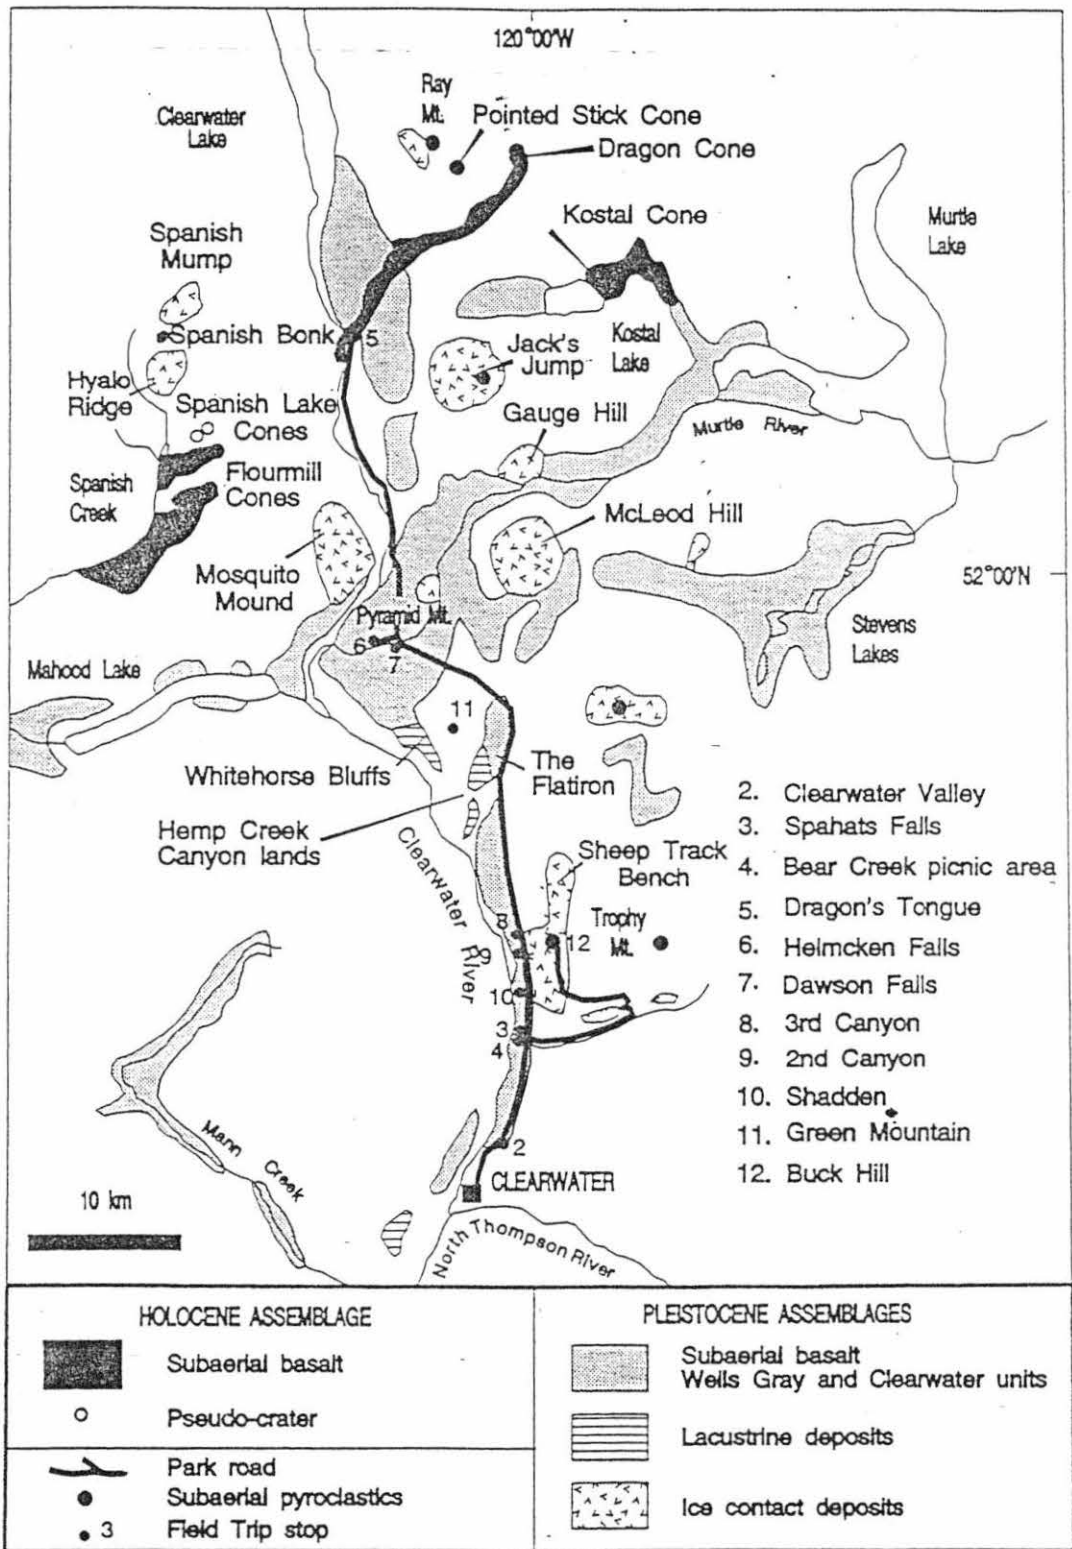 120°00'W
Ray
Mt.
Pointed Stick Cone
Clearwater
Lake
Dragon Cone
Kostal Cone
Murtle
Lake
Spanish
Mump
Spanish Bonk
5
Jack's
Jump
Kostal
Lake
Hyalo
Ridge
Spanish Lake
Cones
Gauge Hill
Murtle River
Spanish
Creek
Flourmill
Cones
McLeod Hill
Mosquito
Mound
52°00'N
Pyramid Mt.
6
7
Stevens
Lakes
Mahood Lake
11
Whitehorse Bluffs
The
Flatiron
Hemp Creek
Canyon lands
Clearwater River
Sheep Track
Bench
8
9
12
Trophy
Mt.
10
3
4
2
CLEARWATER
Mann Creek
North Thompson River
10 km
2. Clearwater Valley
3. Spahats Falls
4. Bear Creek picnic area
5. Dragon's Tongue
6. Helmcken Falls
7. Dawson Falls
8. 3rd Canyon
9. 2nd Canyon
10. Shadden
11. Green Mountain
12. Buck Hill
HOLOCENE ASSEMBLAGE
Subaerial basalt
Pseudo-crater
Park road
Subaerial pyroclastics
3 Field Trip stop
PLEISTOCENE ASSEMBLAGES
Subaerial basalt
Wells Gray and Clearwater units
Lacustrine deposits
Ice contact deposits